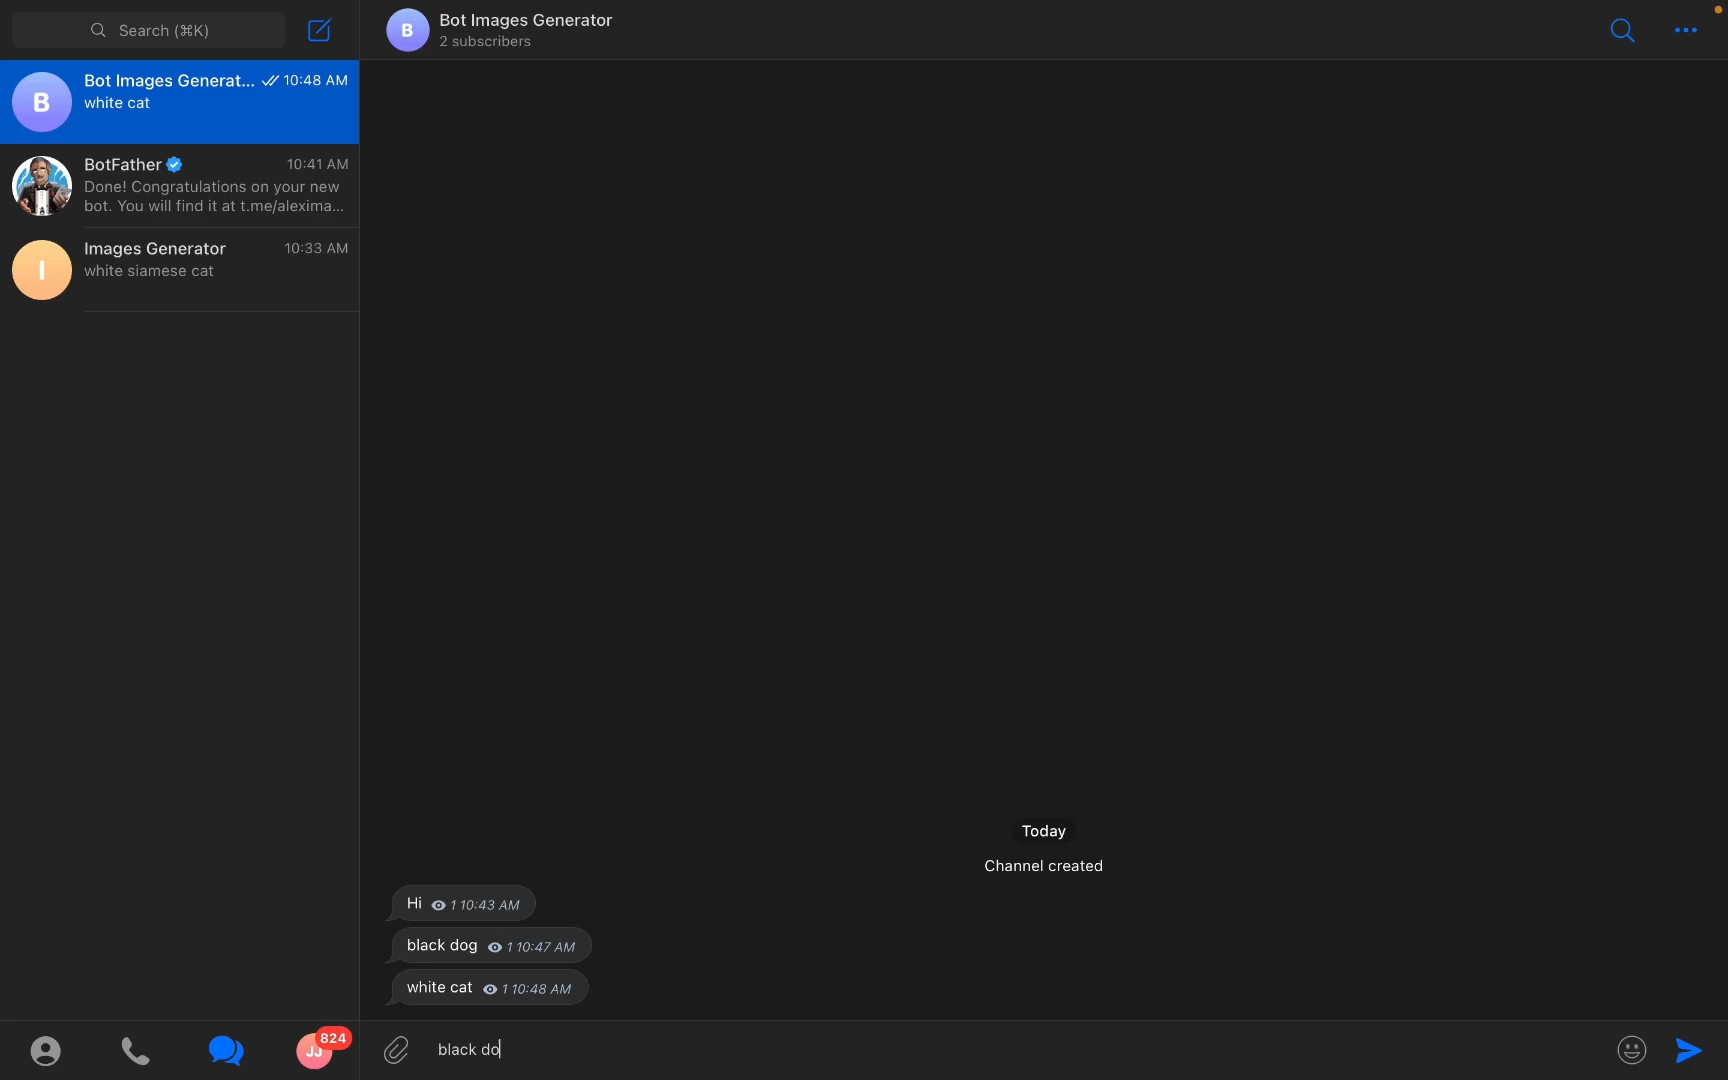 Search (⌘K)
Bot Images Generat... 10:48 AM
white cat
B
BotFather 10:41 AM
Done! Congratulations on your new
bot. You will find it at t.me/alexima...
Images Generator 10:33 AM
white siamese cat
I
824
JJ
B
Bot Images Generator
2 subscribers
Today
Channel created
Hi 1 10:43 AM
black dog 1 10:47 AM
white cat 1 10:48 AM
black do